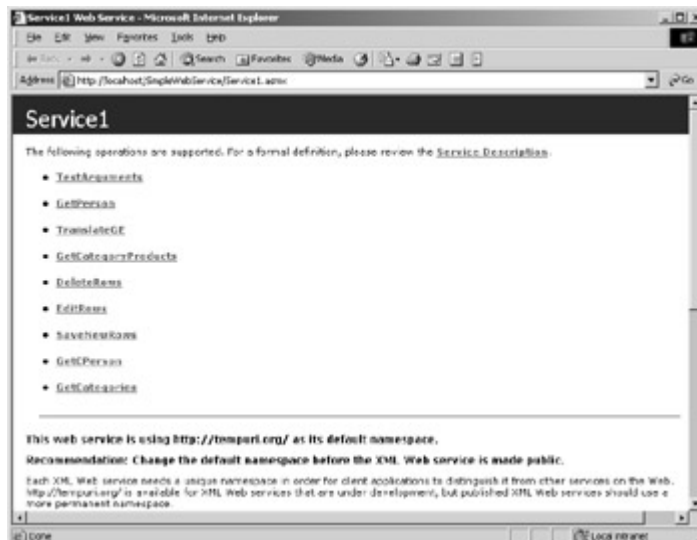 Service1 Web Service - Microsoft Internet Explorer
File Edit View Favorites Tools Help
Back Search Favorites Media
Address http://localhost/SimpleWebService/Service1.asmx Go
Service1
The following operations are supported. For a formal definition, please review the Service Description.
TestArguments
GetPerson
TranslateGE
GetCategoryProducts
DeleteRows
EditRows
SaveNewRows
GetCPerson
GetCategories
This web service is using http://tempuri.org/ as its default namespace.
Recommendation: Change the default namespace before the XML Web service is made public.
Each XML Web service needs a unique namespace in order for client applications to distinguish it from other services on the Web.
http://tempuri.org/ is available for XML Web services that are under development, but published XML Web services should use a
more permanent namespace.
Done Local intranet